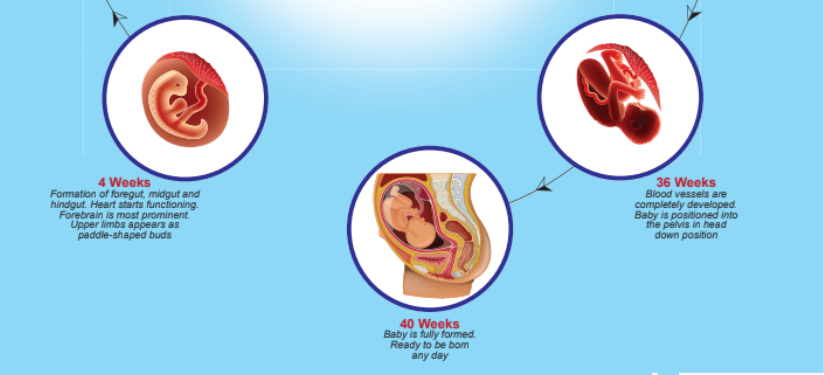 4 Weeks
Formation of foregut, midgut and
hindgut. Heart starts functioning.
Forebrain is most prominent.
Upper limbs appears as
paddle-shaped buds
36 Weeks
Blood vessels are
completely developed.
Baby is positioned into
the pelvis in head
down position
40 Weeks
Baby is fully formed.
Ready to be born
any day